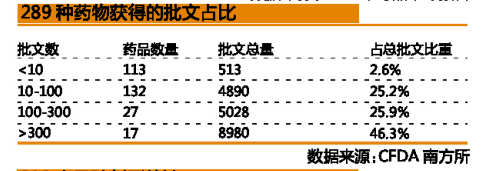 289 种药物获得的批文占比
批文数 药品数量 批文总量 占总批文比重
<10 113 513 2.6%
10-100 132 4890 25.2%
100-300 27 5028 25.9%
>300 17 8980 46.3%
数据来源:CFDA 南方所